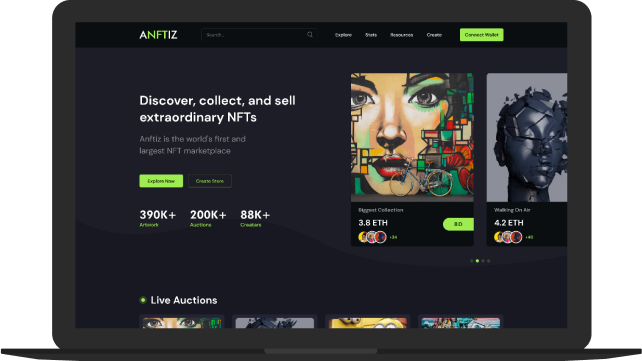 ANFTIZ
Search...
Explore
Stats
Resources
Create
Connect Wallet
Discover, collect, and sell
extraordinary NFTs
Anftiz is the world's first and
largest NFT marketplace
Explore Now
Create Store
390K+
200K+
88K+
Artwork
Auctions
Creators
Biggest Collection
3.8 ETH
BID
+34
Walking On Air
4.2 ETH
+40
Live Auctions